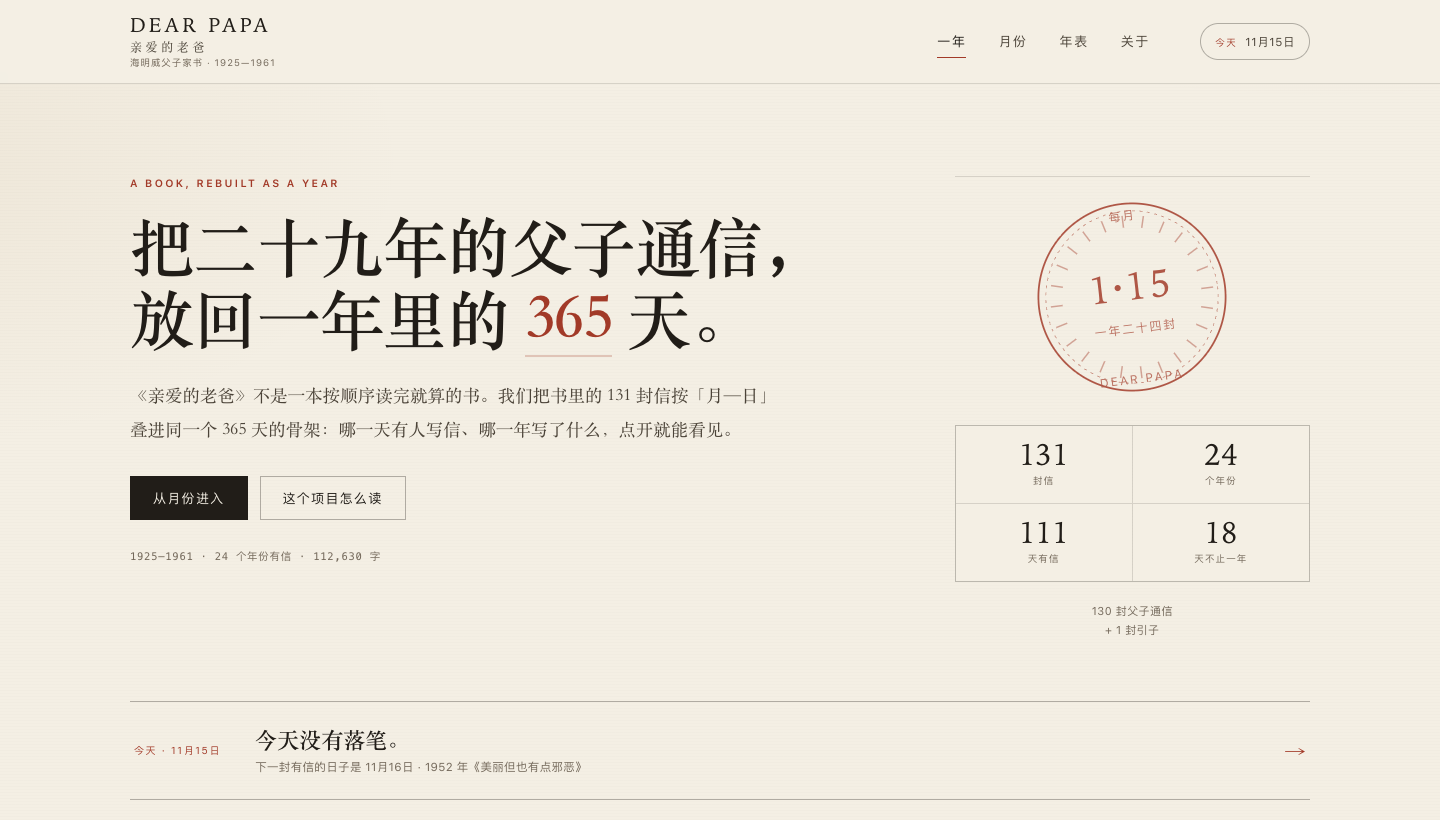 DEAR PAPA
亲爱的老爸
海明威父子家书 · 1925—1961
一年
月份
年表
关于
今天 11月15日
A BOOK, REBUILT AS A YEAR
把二十九年的父子通信，
放回一年里的 365 天。
《亲爱的老爸》不是一本按顺序读完就算的书。我们把书里的 131 封信按「月—日」
叠进同一个 365 天的骨架：哪一天有人写信、哪一年写了什么，点开就能看见。
从月份进入
这个项目怎么读
1925—1961 · 24 个年份有信 · 112,630 字
每月
1·15
一年二十四封
DEAR PAPA
131
封信
24
个年份
111
天有信
18
天不止一年
130 封父子通信
+ 1 封引子
今天 · 11月15日
今天没有落笔。
下一封有信的日子是 11月16日 · 1952 年《美丽但也有点邪恶》
→